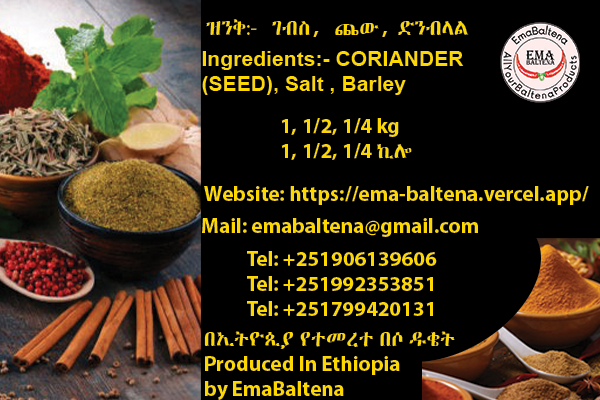 ዝንቅ:- ገብስ, ጨው, ድንብላል
Ingredients:- CORIANDER
(SEED), Salt , Barley
EmaBaltena
EMA
BALTENA
AllYourBaltenaProducts
1, 1/2, 1/4 kg
1, 1/2, 1/4 ኪሎ
Website: https://ema-baltena.vercel.app/
Mail: emabaltena@gmail.com
Tel: +251906139606
Tel: +251992353851
Tel: +251799420131
በኢትዮጲያ የተመረተ በሶ ዱቄት
Produced In Ethiopia
by EmaBaltena